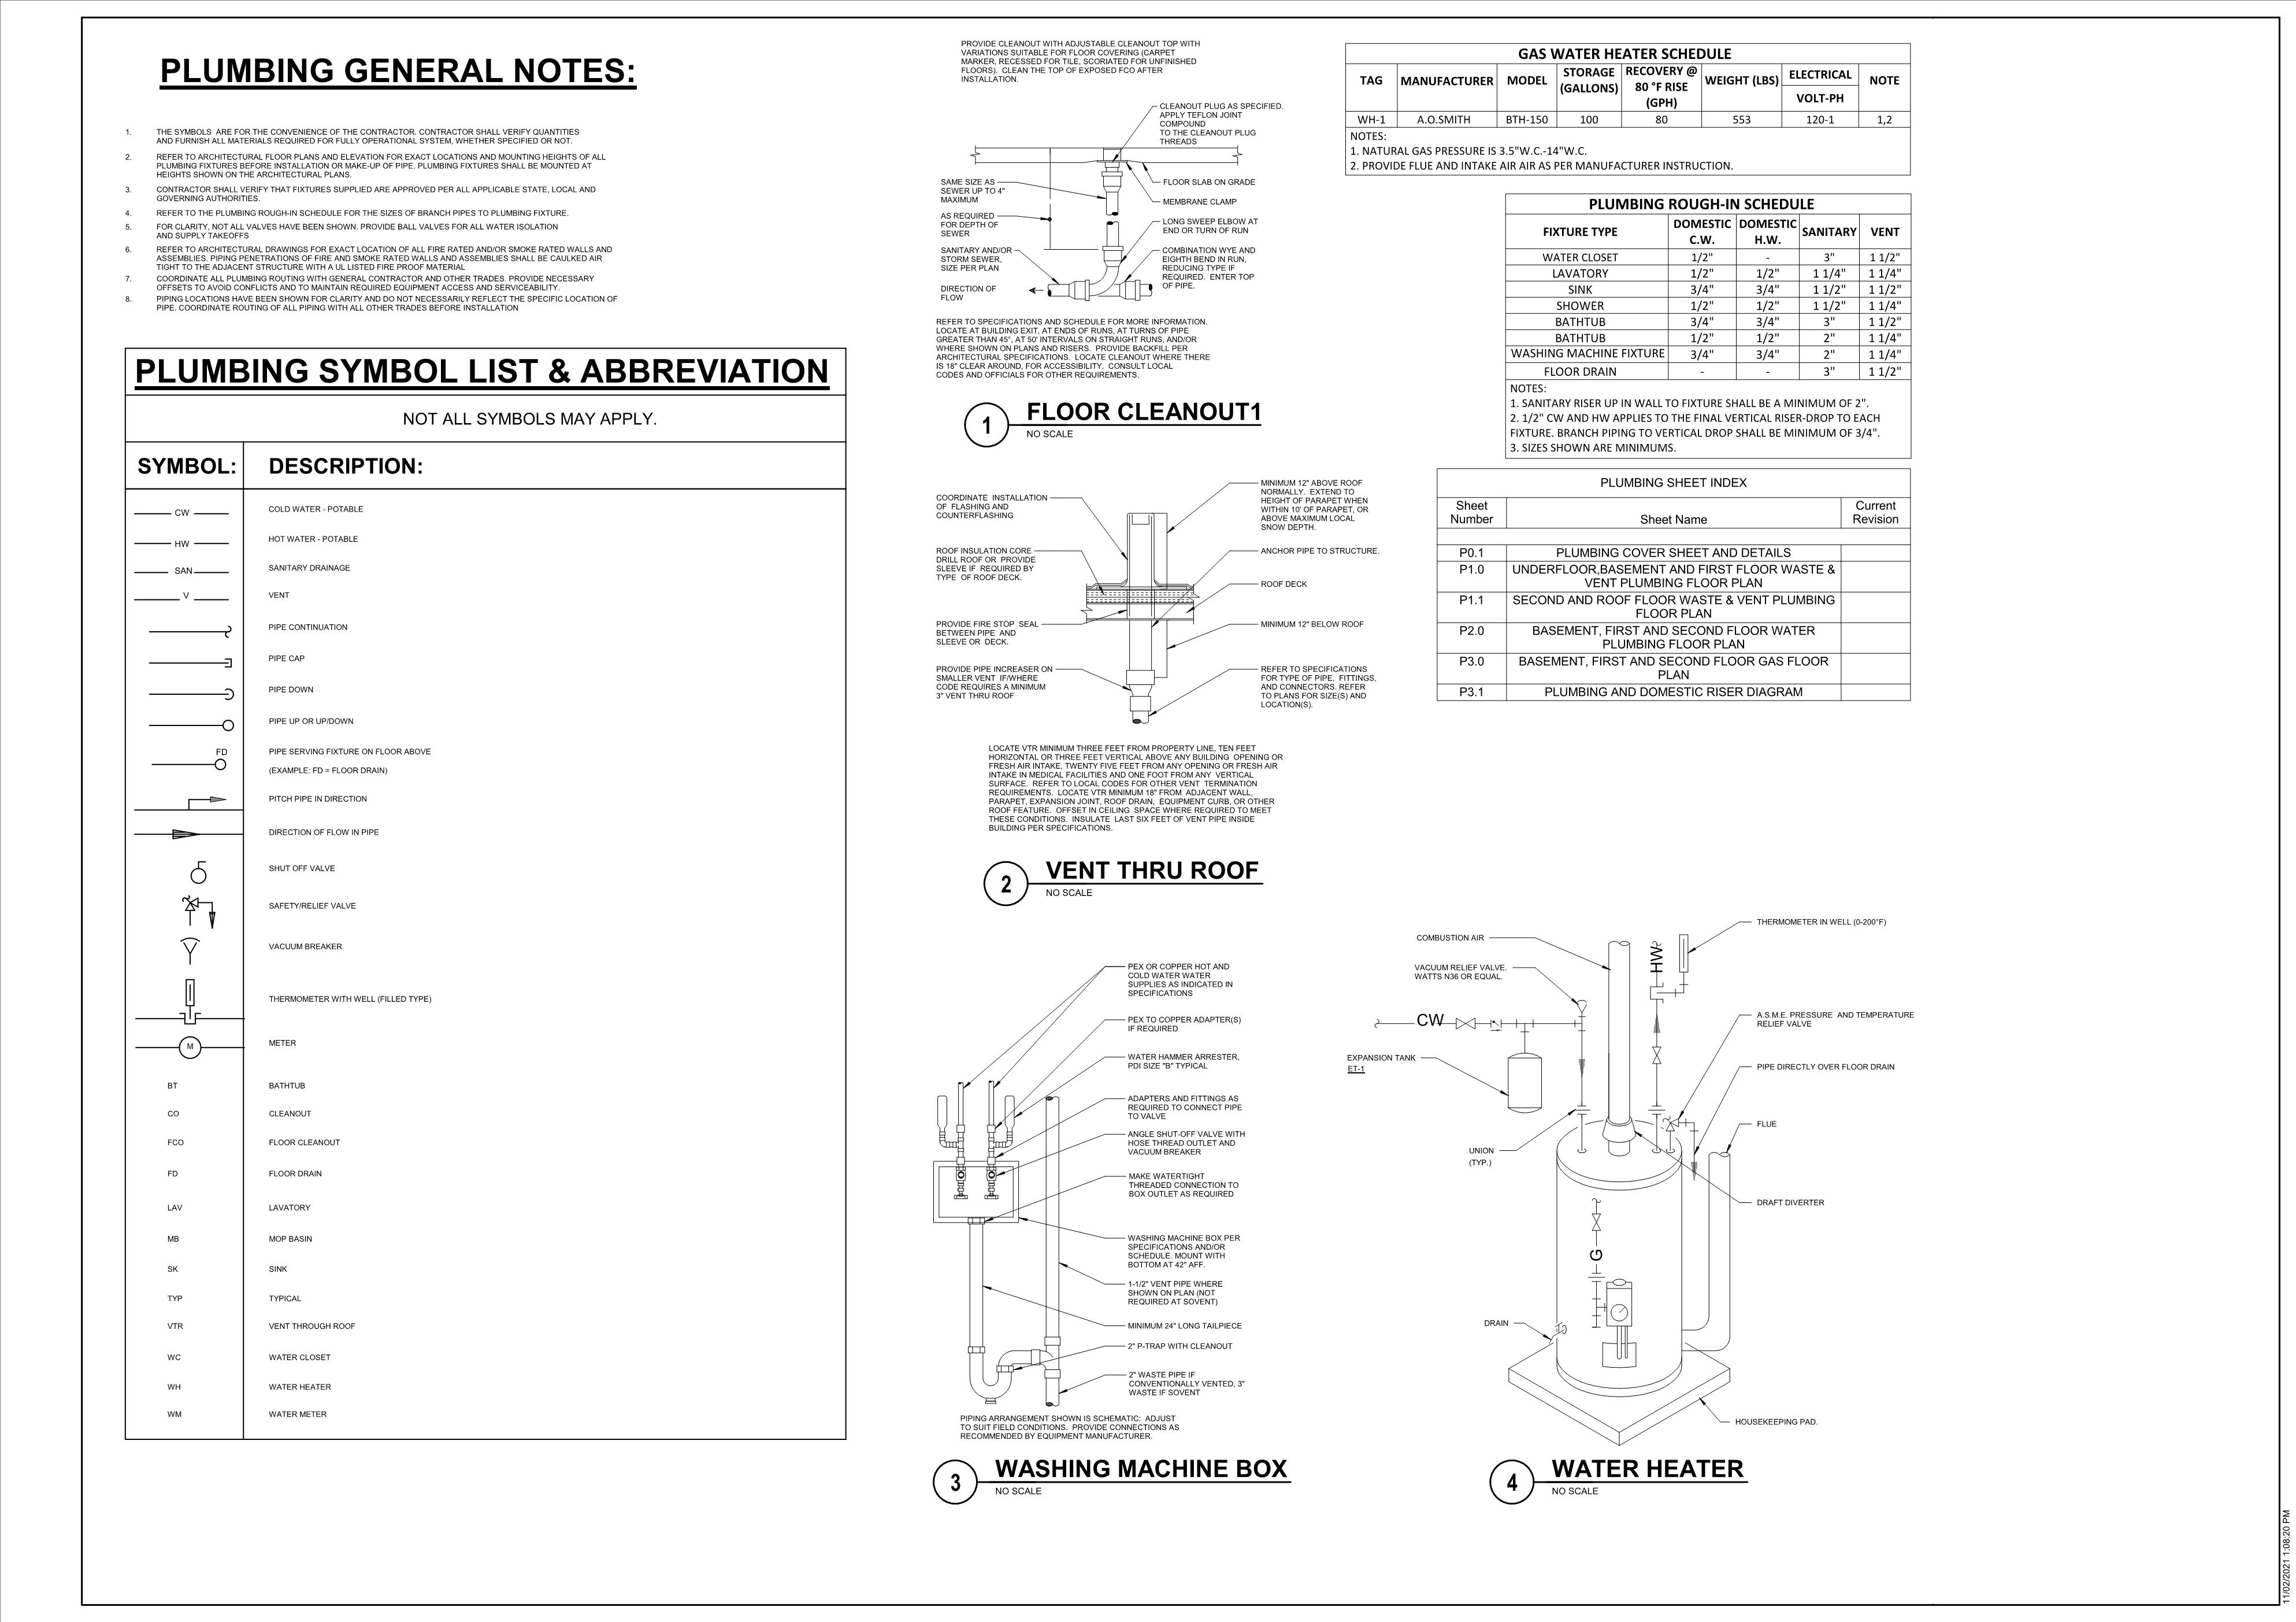 PLUMBING GENERAL NOTES:
1. THE SYMBOLS ARE FOR THE CONVENIENCE OF THE CONTRACTOR. CONTRACTOR SHALL VERIFY QUANTITIES
AND FURNISH ALL MATERIALS REQUIRED FOR FULLY OPERATIONAL SYSTEM, WHETHER SPECIFIED OR NOT.
2. REFER TO ARCHITECTURAL FLOOR PLANS AND ELEVATION FOR EXACT LOCATIONS AND MOUNTING HEIGHTS OF ALL
PLUMBING FIXTURES BEFORE INSTALLATION OR MAKE-UP OF PIPE. PLUMBING FIXTURES SHALL BE MOUNTED AT
HEIGHTS SHOWN ON THE ARCHITECTURAL PLANS.
3. CONTRACTOR SHALL VERIFY THAT FIXTURES SUPPLIED ARE APPROVED PER ALL APPLICABLE STATE, LOCAL AND
GOVERNING AUTHORITIES.
4. REFER TO THE PLUMBING ROUGH-IN SCHEDULE FOR THE SIZES OF BRANCH PIPES TO PLUMBING FIXTURE.
5. FOR CLARITY, NOT ALL VALVES HAVE BEEN SHOWN. PROVIDE BALL VALVES FOR ALL WATER ISOLATION
AND SUPPLY TAKEOFFS
6. REFER TO ARCHITECTURAL DRAWINGS FOR EXACT LOCATION OF ALL FIRE RATED AND/OR SMOKE RATED WALLS AND
ASSEMBLIES. PIPING PENETRATIONS OF FIRE AND SMOKE RATED WALLS AND ASSEMBLIES SHALL BE CAULKED AIR
TIGHT TO THE ADJACENT STRUCTURE WITH A UL LISTED FIRE PROOF MATERIAL
7. COORDINATE ALL PLUMBING ROUTING WITH GENERAL CONTRACTOR AND OTHER TRADES. PROVIDE NECESSARY
OFFSETS TO AVOID CONFLICTS AND TO MAINTAIN REQUIRED EQUIPMENT ACCESS AND SERVICEABILITY.
8. PIPING LOCATIONS HAVE BEEN SHOWN FOR CLARITY AND DO NOT NECESSARILY REFLECT THE SPECIFIC LOCATION OF
PIPE. COORDINATE ROUTING OF ALL PIPING WITH ALL OTHER TRADES BEFORE INSTALLATION
PLUMBING SYMBOL LIST & ABBREVIATION
NOT ALL SYMBOLS MAY APPLY.
SYMBOL: DESCRIPTION:
CW COLD WATER - POTABLE
HW HOT WATER - POTABLE
SAN SANITARY DRAINAGE
V VENT
PIPE CONTINUATION
PIPE CAP
PIPE DOWN
PIPE UP OR UP/DOWN
FD PIPE SERVING FIXTURE ON FLOOR ABOVE
(EXAMPLE: FD = FLOOR DRAIN)
PITCH PIPE IN DIRECTION
DIRECTION OF FLOW IN PIPE
SHUT OFF VALVE
SAFETY/RELIEF VALVE
VACUUM BREAKER
THERMOMETER WITH WELL (FILLED TYPE)
M METER
BT BATHTUB
CO CLEANOUT
FCO FLOOR CLEANOUT
FD FLOOR DRAIN
LAV LAVATORY
MB MOP BASIN
SK SINK
TYP TYPICAL
VTR VENT THROUGH ROOF
WC WATER CLOSET
WH WATER HEATER
WM WATER METER
PROVIDE CLEANOUT WITH ADJUSTABLE CLEANOUT TOP WITH
VARIATIONS SUITABLE FOR FLOOR COVERING (CARPET
MARKER, RECESSED FOR TILE, SCORIATED FOR UNFINISHED
FLOORS). CLEAN THE TOP OF EXPOSED FCO AFTER
INSTALLATION.
CLEANOUT PLUG AS SPECIFIED.
APPLY TEFLON JOINT
COMPOUND
TO THE CLEANOUT PLUG
THREADS
SAME SIZE AS
SEWER UP TO 4"
MAXIMUM
AS REQUIRED
FOR DEPTH OF
SEWER
SANITARY AND/OR
STORM SEWER,
SIZE PER PLAN
DIRECTION OF
FLOW
FLOOR SLAB ON GRADE
MEMBRANE CLAMP
LONG SWEEP ELBOW AT
END OR TURN OF RUN
COMBINATION WYE AND
EIGHTH BEND IN RUN,
REDUCING TYPE IF
REQUIRED. ENTER TOP
OF PIPE.
REFER TO SPECIFICATIONS AND SCHEDULE FOR MORE INFORMATION.
LOCATE AT BUILDING EXIT, AT ENDS OF RUNS, AT TURNS OF PIPE
GREATER THAN 45°, AT 50' INTERVALS ON STRAIGHT RUNS, AND/OR
WHERE SHOWN ON PLANS AND RISERS. PROVIDE BACKFILL PER
ARCHITECTURAL SPECIFICATIONS. LOCATE CLEANOUT WHERE THERE
IS 18" CLEAR AROUND, FOR ACCESSIBILITY. CONSULT LOCAL
CODES AND OFFICIALS FOR OTHER REQUIREMENTS.
1 FLOOR CLEANOUT1
NO SCALE
COORDINATE INSTALLATION
OF FLASHING AND
COUNTERFLASHING
ROOF INSULATION CORE
DRILL ROOF OR PROVIDE
SLEEVE IF REQUIRED BY
TYPE OF ROOF DECK.
PROVIDE FIRE STOP SEAL
BETWEEN PIPE AND
SLEEVE OR DECK.
PROVIDE PIPE INCREASER ON
SMALLER VENT IF/WHERE
CODE REQUIRES A MINIMUM
3" VENT THRU ROOF
MINIMUM 12" ABOVE ROOF
NORMALLY. EXTEND TO
HEIGHT OF PARAPET WHEN
WITHIN 10' OF PARAPET, OR
ABOVE MAXIMUM LOCAL
SNOW DEPTH.
ANCHOR PIPE TO STRUCTURE.
ROOF DECK
MINIMUM 12" BELOW ROOF
REFER TO SPECIFICATIONS
FOR TYPE OF PIPE, FITTINGS,
AND CONNECTORS. REFER
TO PLANS FOR SIZE(S) AND
LOCATION(S).
LOCATE VTR MINIMUM THREE FEET FROM PROPERTY LINE, TEN FEET
HORIZONTAL OR THREE FEET VERTICAL ABOVE ANY BUILDING OPENING OR
FRESH AIR INTAKE, TWENTY FIVE FEET FROM ANY OPENING OR FRESH AIR
INTAKE IN MEDICAL FACILITIES AND ONE FOOT FROM ANY VERTICAL
SURFACE. REFER TO LOCAL CODES FOR OTHER VENT TERMINATION
REQUIREMENTS. LOCATE VTR MINIMUM 18" FROM ADJACENT WALL,
PARAPET, EXPANSION JOINT, ROOF DRAIN, EQUIPMENT CURB, OR OTHER
ROOF FEATURE. OFFSET IN CEILING SPACE WHERE REQUIRED TO MEET
THESE CONDITIONS. INSULATE LAST SIX FEET OF VENT PIPE INSIDE
BUILDING PER SPECIFICATIONS.
2 VENT THRU ROOF
NO SCALE
PEX OR COPPER HOT AND
COLD WATER WATER
SUPPLIES AS INDICATED IN
SPECIFICATIONS
PEX TO COPPER ADAPTER(S)
IF REQUIRED
WATER HAMMER ARRESTER,
PDI SIZE "B" TYPICAL
ADAPTERS AND FITTINGS AS
REQUIRED TO CONNECT PIPE
TO VALVE
ANGLE SHUT-OFF VALVE WITH
HOSE THREAD OUTLET AND
VACUUM BREAKER
MAKE WATERTIGHT
THREADED CONNECTION TO
BOX OUTLET AS REQUIRED
WASHING MACHINE BOX PER
SPECIFICATIONS AND/OR
SCHEDULE. MOUNT WITH
BOTTOM AT 42" AFF.
1-1/2" VENT PIPE WHERE
SHOWN ON PLAN (NOT
REQUIRED AT SOVENT)
MINIMUM 24" LONG TAILPIECE
2" P-TRAP WITH CLEANOUT
2" WASTE PIPE IF
CONVENTIONALLY VENTED, 3"
WASTE IF SOVENT
PIPING ARRANGEMENT SHOWN IS SCHEMATIC: ADJUST
TO SUIT FIELD CONDITIONS. PROVIDE CONNECTIONS AS
RECOMMENDED BY EQUIPMENT MANUFACTURER.
3 WASHING MACHINE BOX
NO SCALE
GAS WATER HEATER SCHEDULE
TAG MANUFACTURER MODEL STORAGE (GALLONS) RECOVERY @ 80 °F RISE (GPH) WEIGHT (LBS) ELECTRICAL VOLT-PH NOTE
WH-1 A.O.SMITH BTH-150 100 80 553 120-1 1,2
NOTES:
1. NATURAL GAS PRESSURE IS 3.5"W.C.-14"W.C.
2. PROVIDE FLUE AND INTAKE AIR AIR AS PER MANUFACTURER INSTRUCTION.
PLUMBING ROUGH-IN SCHEDULE
FIXTURE TYPE DOMESTIC C.W. DOMESTIC H.W. SANITARY VENT
WATER CLOSET 1/2" - 3" 1 1/2"
LAVATORY 1/2" 1/2" 1 1/4" 1 1/4"
SINK 3/4" 3/4" 1 1/2" 1 1/2"
SHOWER 1/2" 1/2" 1 1/2" 1 1/4"
BATHTUB 3/4" 3/4" 3" 1 1/2"
BATHTUB 1/2" 1/2" 2" 1 1/4"
WASHING MACHINE FIXTURE 3/4" 3/4" 2" 1 1/4"
FLOOR DRAIN - - 3" 1 1/2"
NOTES:
1. SANITARY RISER UP IN WALL TO FIXTURE SHALL BE A MINIMUM OF 2".
2. 1/2" CW AND HW APPLIES TO THE FINAL VERTICAL RISER-DROP TO EACH
FIXTURE. BRANCH PIPING TO VERTICAL DROP SHALL BE MINIMUM OF 3/4".
3. SIZES SHOWN ARE MINIMUMS.
PLUMBING SHEET INDEX
Sheet Number Sheet Name Current Revision
P0.1 PLUMBING COVER SHEET AND DETAILS
P1.0 UNDERFLOOR,BASEMENT AND FIRST FLOOR WASTE &
VENT PLUMBING FLOOR PLAN
P1.1 SECOND AND ROOF FLOOR WASTE & VENT PLUMBING
FLOOR PLAN
P2.0 BASEMENT, FIRST AND SECOND FLOOR WATER
PLUMBING FLOOR PLAN
P3.0 BASEMENT, FIRST AND SECOND FLOOR GAS FLOOR
PLAN
P3.1 PLUMBING AND DOMESTIC RISER DIAGRAM
COMBUSTION AIR
VACUUM RELIEF VALVE.
WATTS N36 OR EQUAL.
CW
HW
EXPANSION TANK
ET-1
UNION
(TYP.)
G
DRAIN
THERMOMETER IN WELL (0-200°F)
A.S.M.E. PRESSURE AND TEMPERATURE
RELIEF VALVE
PIPE DIRECTLY OVER FLOOR DRAIN
FLUE
DRAFT DIVERTER
HOUSEKEEPING PAD.
4 WATER HEATER
NO SCALE
11/02/2021 1:08:20 PM